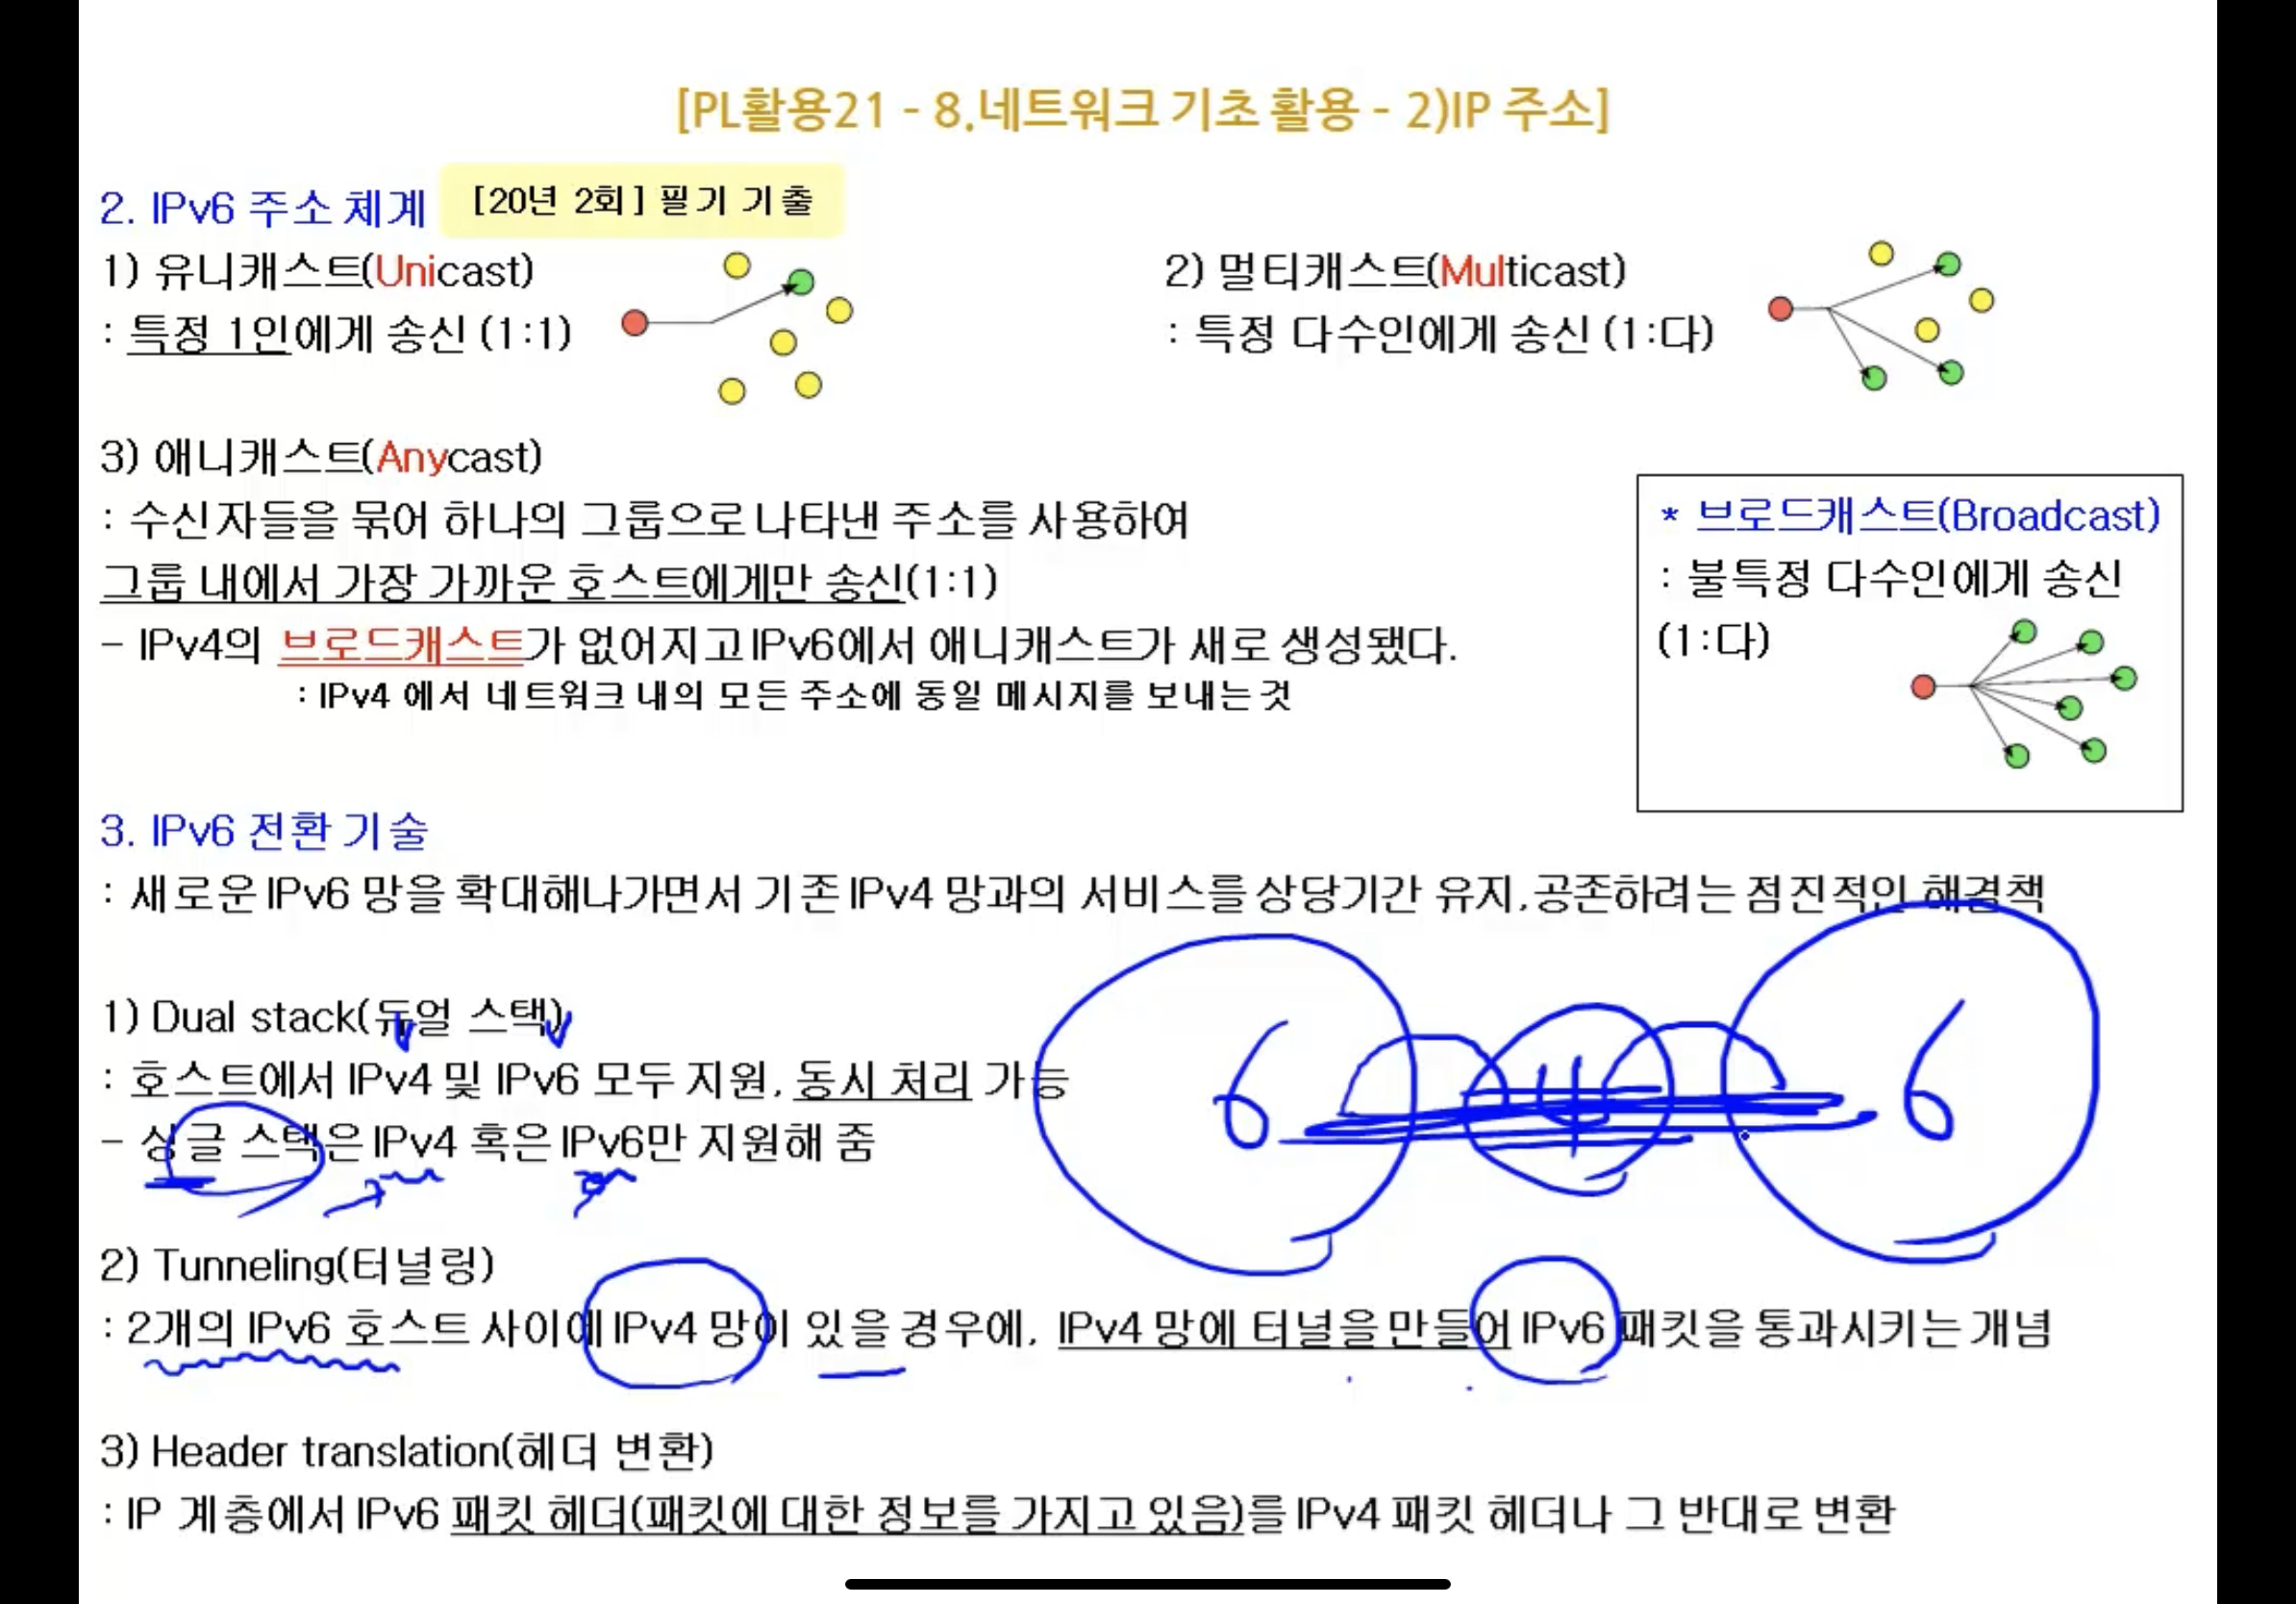 [PL활용21 - 8.네트워크 기초 활용 - 2)IP 주소]
2. IPv6 주소 체계
[20년 2회] 필기 기출
1) 유니캐스트(Unicast)
: 특정 1인에게 송신 (1:1)
2) 멀티캐스트(Multicast)
: 특정 다수인에게 송신 (1:다)
3) 애니캐스트(Anycast)
: 수신자들을 묶어 하나의 그룹으로 나타낸 주소를 사용하여
그룹 내에서 가장 가까운 호스트에게만 송신(1:1)
- IPv4의 브로드캐스트가 없어지고 IPv6에서 애니캐스트가 새로 생성됐다.
: IPv4 에서 네트워크 내의 모든 주소에 동일 메시지를 보내는것
* 브로드캐스트(Broadcast)
: 불특정 다수인에게 송신
(1:다)
3. IPv6 전환 기술
: 새로운 IPv6 망을 확대해나가면서 기존 IPv4 망과의 서비스를 상당기간 유지,공존하려는 점진적인 해결책
1) Dual stack(듀얼 스택)
: 호스트에서 IPv4 및 IPv6 모두 지원, 동시 처리 가능
- 싱글 스택은 IPv4 혹은 IPv6만 지원해 줌
6 4 6
2) Tunneling(터널링)
: 2개의 IPv6 호스트 사이에 IPv4 망이 있을 경우에, IPv4 망에 터널을 만들어 IPv6 패킷을 통과시키는 개념
3) Header translation(헤더 변환)
: IP 계층에서 IPv6 패킷 헤더(패킷에 대한 정보를 가지고 있음)를 IPv4 패킷 헤더나 그 반대로 변환